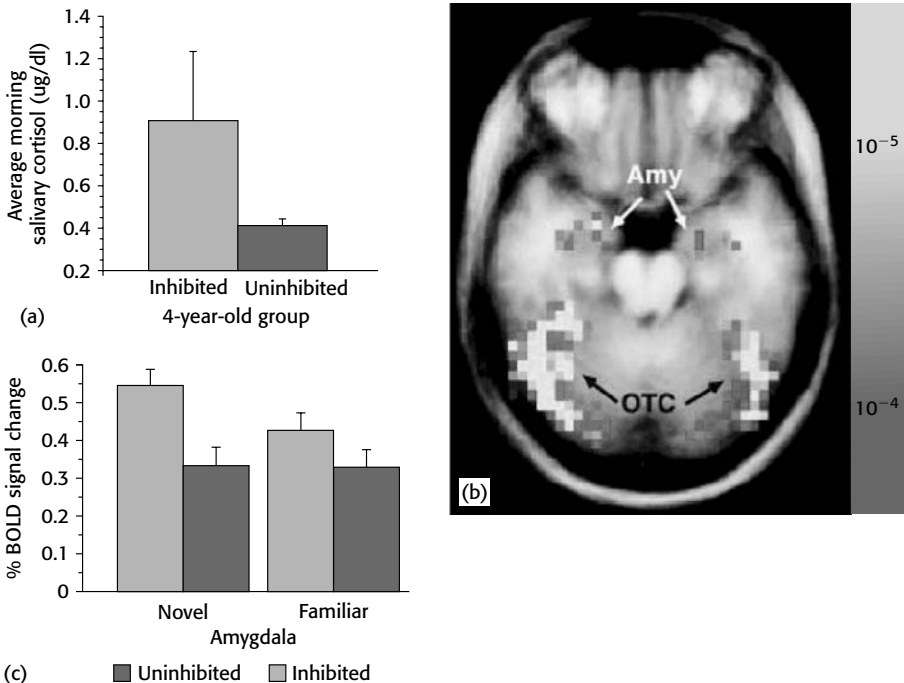 Average morning
salivary cortisol (ug/dl)
1.4
1.2
1.0
0.8
0.6
0.4
0.2
Inhibited Uninhibited
4-year-old group
(a)
Amy
OTC
(b)
10−5
10−4
% BOLD signal change
0.6
0.5
0.4
0.3
0.2
0.1
0
Novel Familiar
Amygdala
(c)
Uninhibited Inhibited